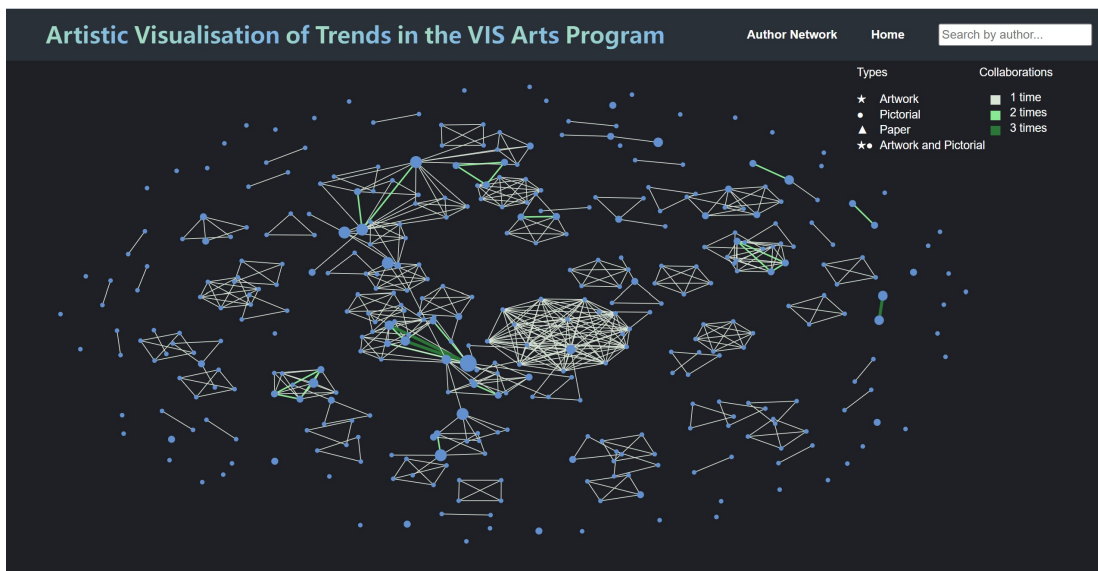 Artistic Visualisation of Trends in the VIS Arts Program
Author Network
Home
Search by author...
Types
Artwork
Pictorial
Paper
Artwork and Pictorial
Collaborations
1 time
2 times
3 times